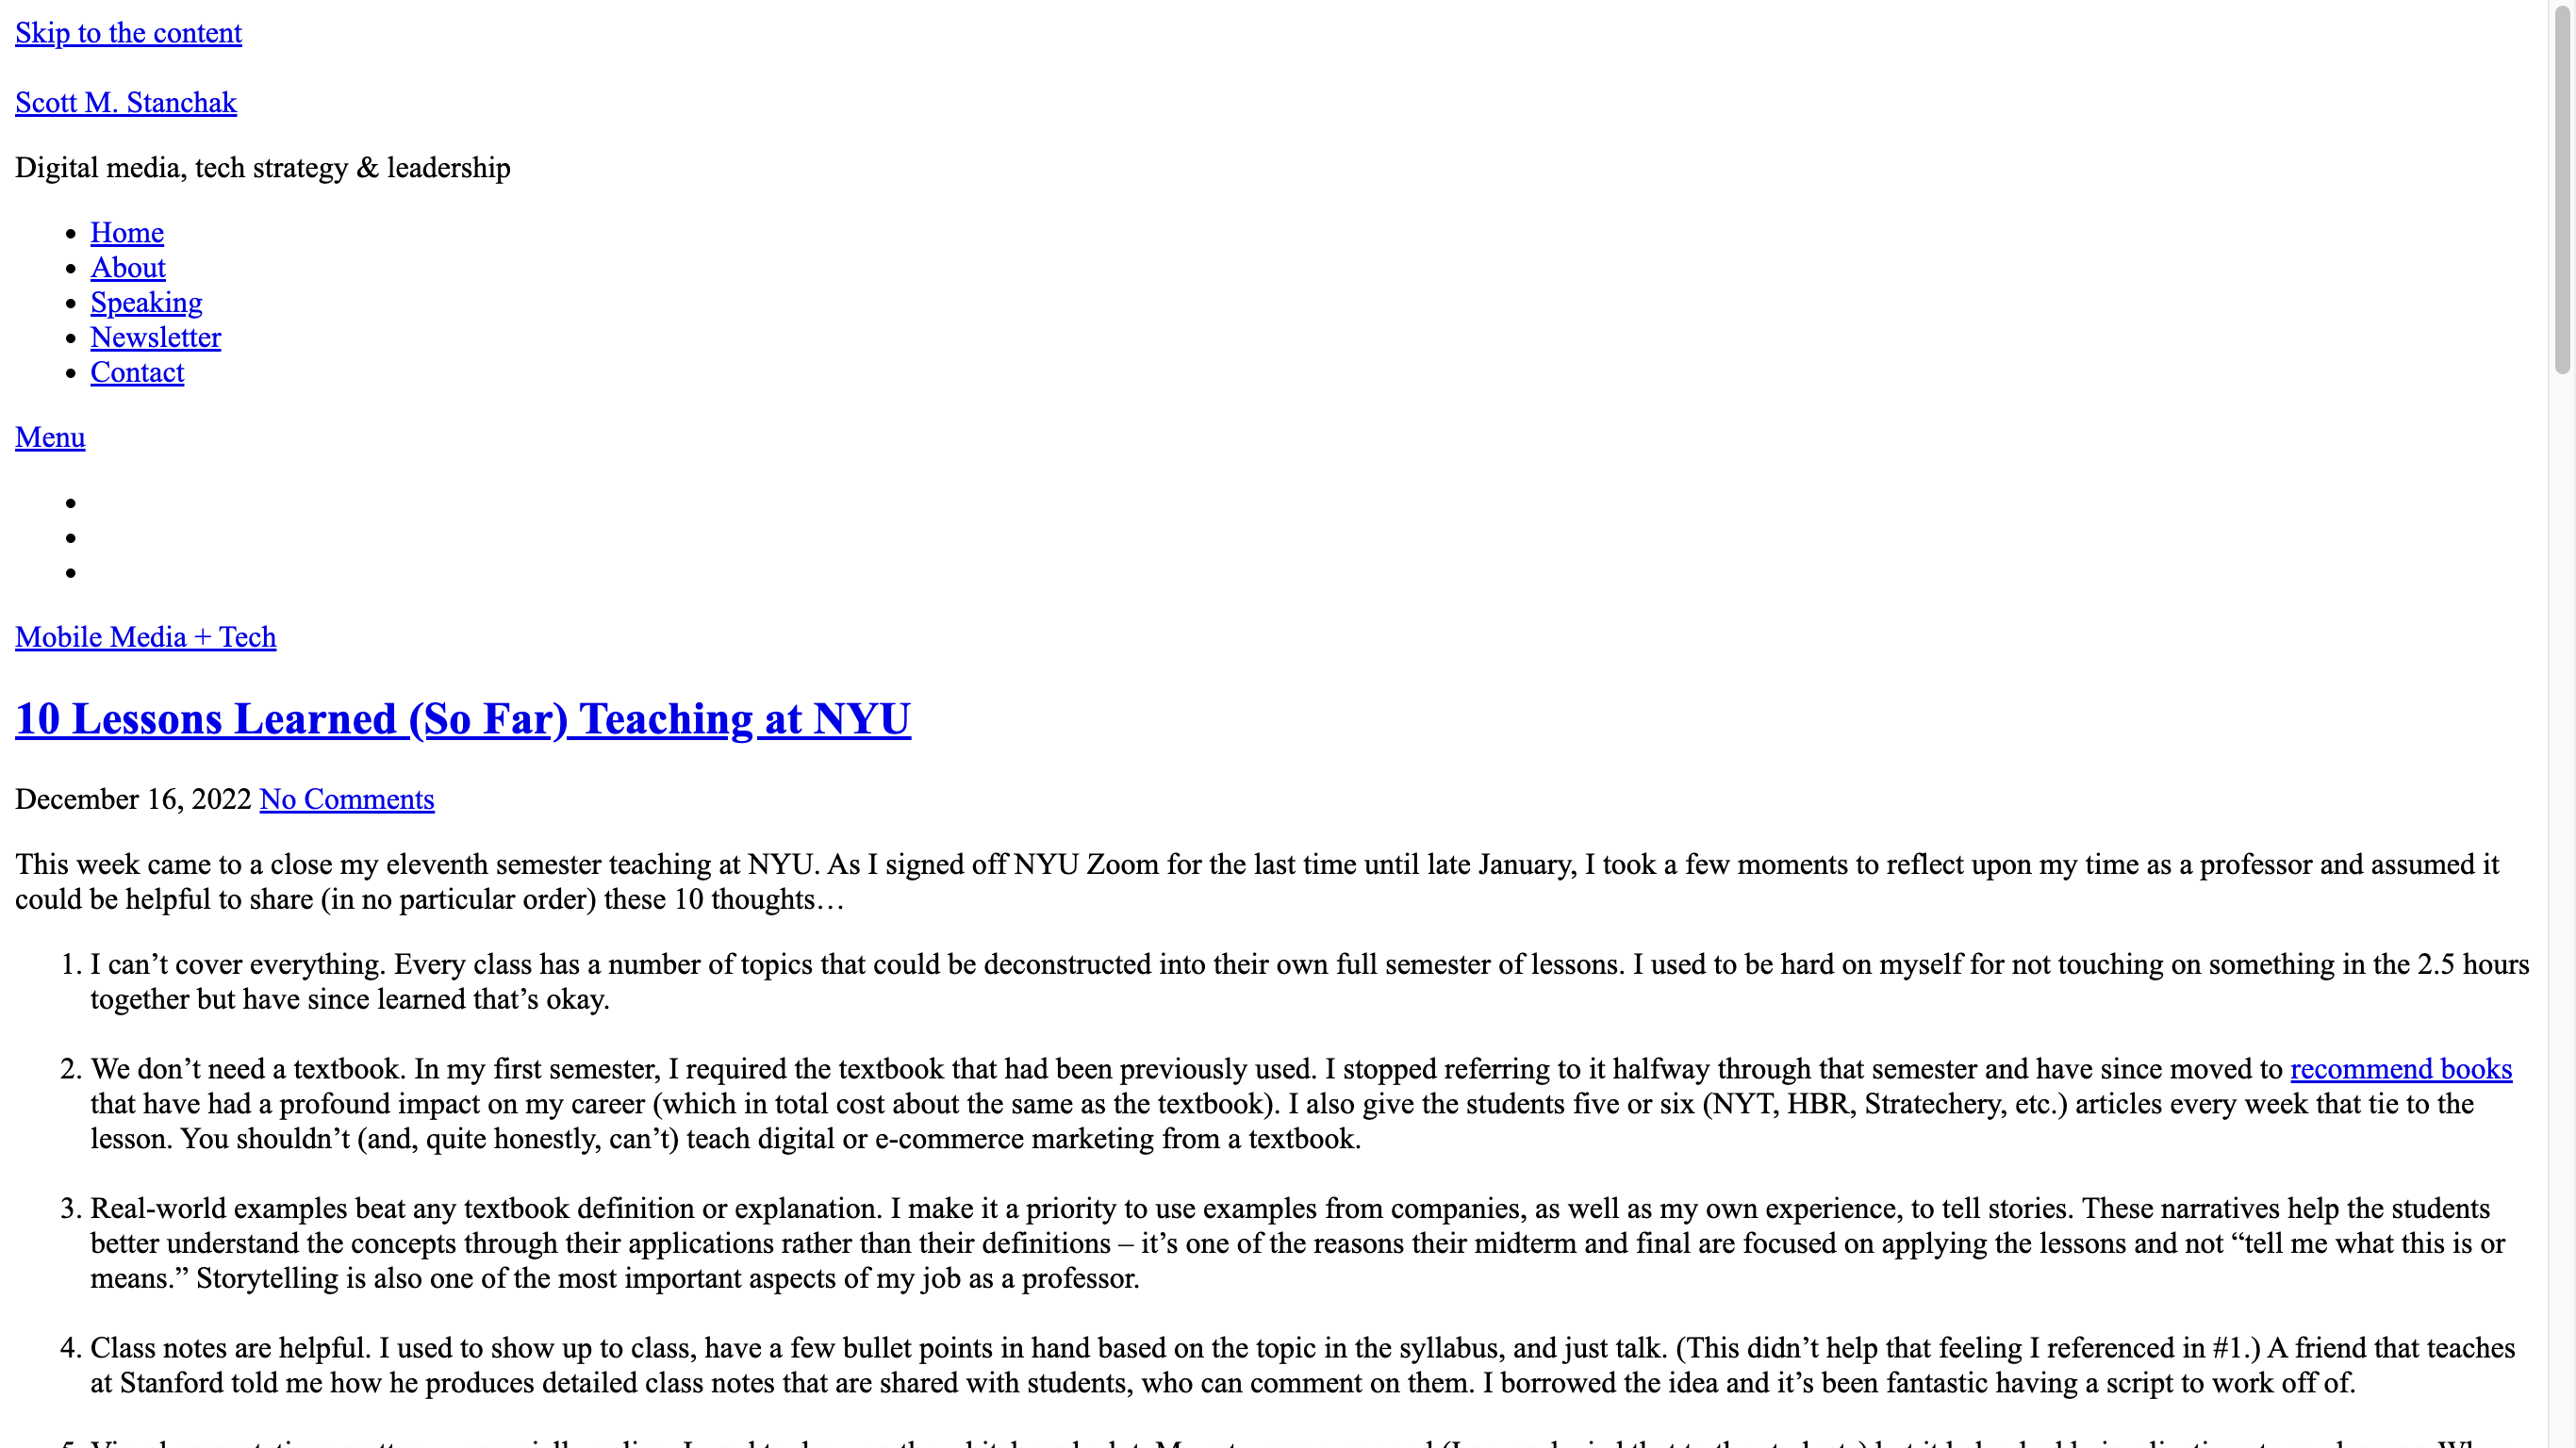 Skip to the content
Scott M. Stanchak
Digital media, tech strategy & leadership
• Home
• About
• Speaking
• Newsletter
• Contact
Menu
•
•
•
Mobile Media + Tech
10 Lessons Learned (So Far) Teaching at NYU
December 16, 2022 No Comments
This week came to a close my eleventh semester teaching at NYU. As I signed off NYU Zoom for the last time until late January, I took a few moments to reflect upon my time as a professor and assumed it
could be helpful to share (in no particular order) these 10 thoughts…
1. I can’t cover everything. Every class has a number of topics that could be deconstructed into their own full semester of lessons. I used to be hard on myself for not touching on something in the 2.5 hours
together but have since learned that’s okay.
2. We don’t need a textbook. In my first semester, I required the textbook that had been previously used. I stopped referring to it halfway through that semester and have since moved to recommend books
that have had a profound impact on my career (which in total cost about the same as the textbook). I also give the students five or six (NYT, HBR, Stratechery, etc.) articles every week that tie to the
lesson. You shouldn’t (and, quite honestly, can’t) teach digital or e-commerce marketing from a textbook.
3. Real-world examples beat any textbook definition or explanation. I make it a priority to use examples from companies, as well as my own experience, to tell stories. These narratives help the students
better understand the concepts through their applications rather than their definitions – it’s one of the reasons their midterm and final are focused on applying the lessons and not “tell me what this is or
means.” Storytelling is also one of the most important aspects of my job as a professor.
4. Class notes are helpful. I used to show up to class, have a few bullet points in hand based on the topic in the syllabus, and just talk. (This didn’t help that feeling I referenced in #1.) A friend that teaches
at Stanford told me how he produces detailed class notes that are shared with students, who can comment on them. I borrowed the idea and it’s been fantastic having a script to work off of.